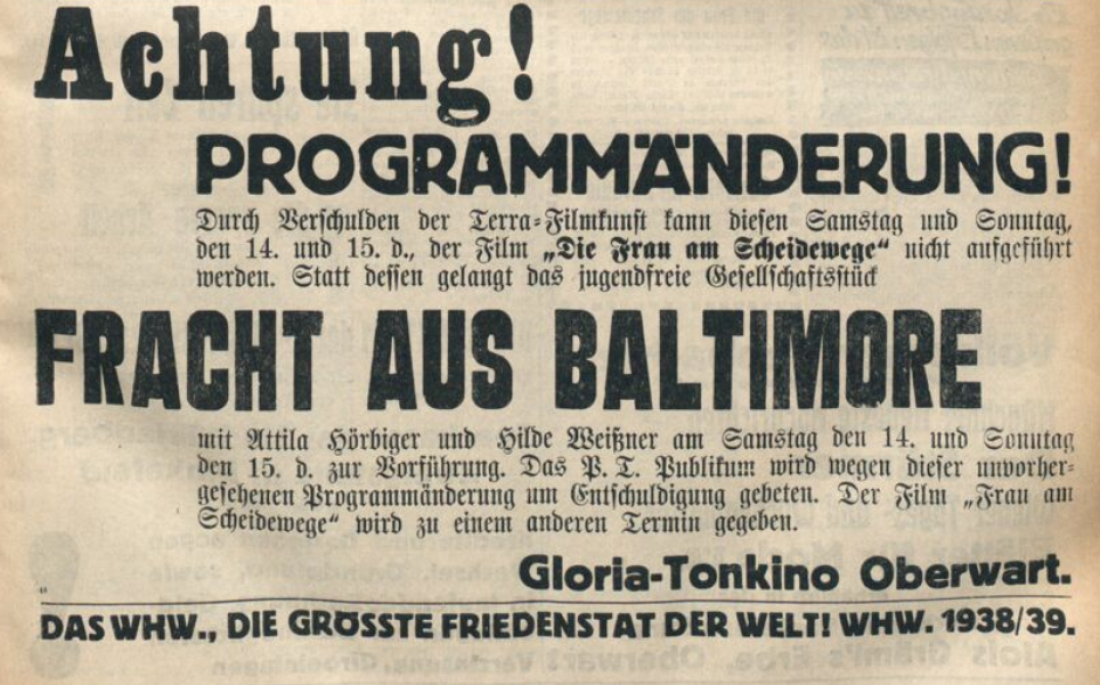 Achtung!
PROGRAMMÄNDERUNG!
Durch Verschulden der Terra-Filmkunst kann diesen Samstag und Sonntag,
den 14. und 15. d., der Film „Die Frau am Scheidewege“ nicht aufgeführt
werden. Statt dessen gelangt das jugendfreie Gesellschaftsstück
FRACHT AUS BALTIMORE
mit Attila Hörbiger und Hilde Weißner am Samstag den 14. und Sonntag
den 15. d. zur Vorführung. Das P. T. Publikum wird wegen dieser unvorher-
gesehenen Programmänderung um Entschuldigung gebeten. Der Film „Frau am
Scheidewege“ wird zu einem anderen Termin gegeben.
Gloria-Tonkino Oberwart.
DAS WHW., DIE GRÖSSTE FRIEDENSTAT DER WELT! WHW. 1938/39.